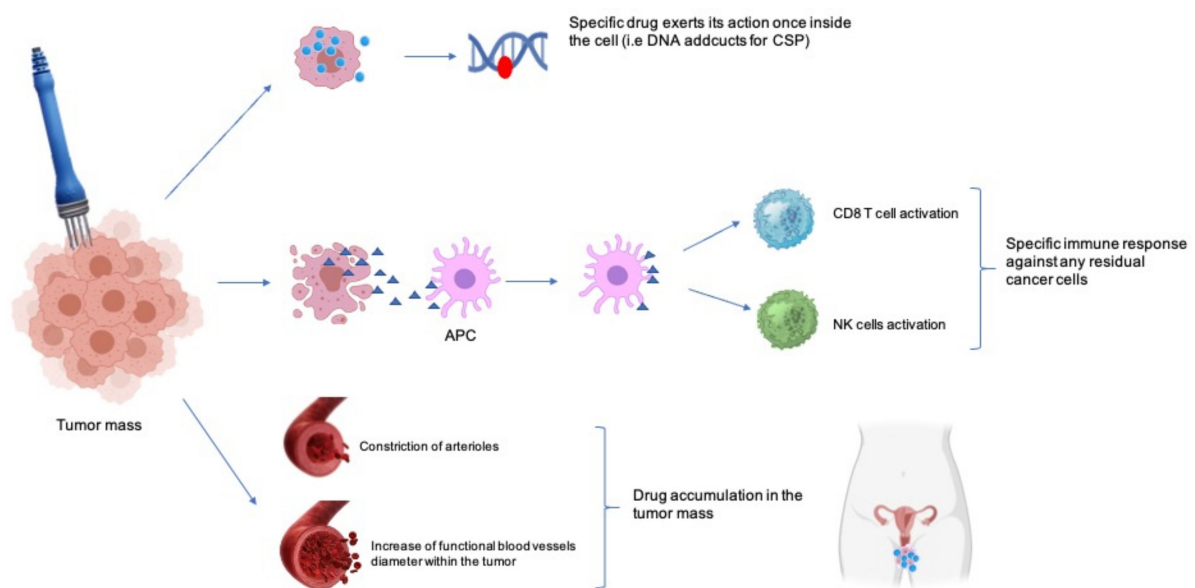 Specific drug exerts its action once inside
the cell (i.e DNA addcucts for CSP)
CD8 T cell activation
Specific immune response
against any residual
cancer cells
NK cells activation
APC
Tumor mass
Constriction of arterioles
Drug accumulation in the
tumor mass
Increase of functional blood vessels
diameter within the tumor